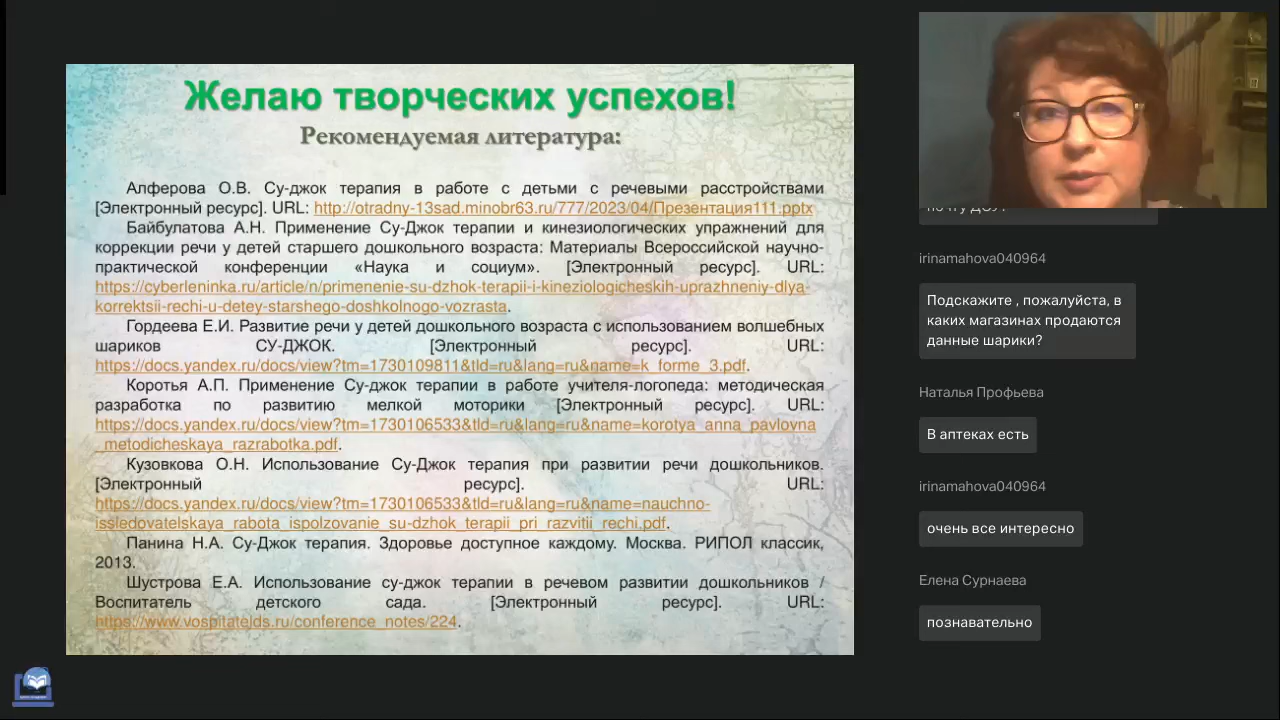 Желаю творческих успехов!
Рекомендуемая литература:
Алферова О.В. Су-джок терапия в работе с детьми с речевыми расстройствами
[Электронный ресурс]. URL: http://otradny-13sad.minobr63.ru/777/2023/04/Презентация111.pptx
Байбулатова А.Н. Применение Су-Джок терапии и кинезиологических упражнений для
коррекции речи у детей старшего дошкольного возраста: Материалы Всероссийской научно-
практической конференции «Наука и социум». [Электронный ресурс]. URL:
https://cyberleninka.ru/article/n/primenenie-su-dzhok-terapii-i-kineziologicheskih-uprazhneniy-dlya-
korrektsii-rechi-u-detey-starshego-doshkolnogo-vozrasta.
Гордеева Е.И. Развитие речи у детей дошкольного возраста с использованием волшебных
шариков СУ-ДЖОК. [Электронный ресурс]. URL:
https://docs.yandex.ru/docs/view?tm=1730109811&tld=ru&lang=ru&name=k_forme_3.pdf.
Коротья А.П. Применение Су-джок терапии в работе учителя-логопеда: методическая
разработка по развитию мелкой моторики [Электронный ресурс]. URL:
https://docs.yandex.ru/docs/view?tm=1730106533&tld=ru&lang=ru&name=korotya_anna_pavlovna
_metodicheskaya_razrabotka.pdf.
Кузовкова О.Н. Использование Су-Джок терапия при развитии речи дошкольников.
[Электронный ресурс]. URL:
https://docs.yandex.ru/docs/view?tm=1730106533&tld=ru&lang=ru&name=nauchno-
issledovatelskaya_rabota_ispolzovanie_su-dzhok_terapii_pri_razvitii_rechi.pdf.
Панина Н.А. Су-Джок терапия. Здоровье доступное каждому. Москва. РИПОЛ классик,
2013.
Шустрова Е.А. Использование су-джок терапии в речевом развитии дошкольников /
Воспитатель детского сада. [Электронный ресурс]. URL:
https://www.vospitatelds.ru/conference_notes/224.
irinamahova040964
Подскажите , пожалуйста, в
каких магазинах продаются
данные шарики?
Наталья Профьева
В аптеках есть
irinamahova040964
очень все интересно
Елена Сурнаева
познавательно